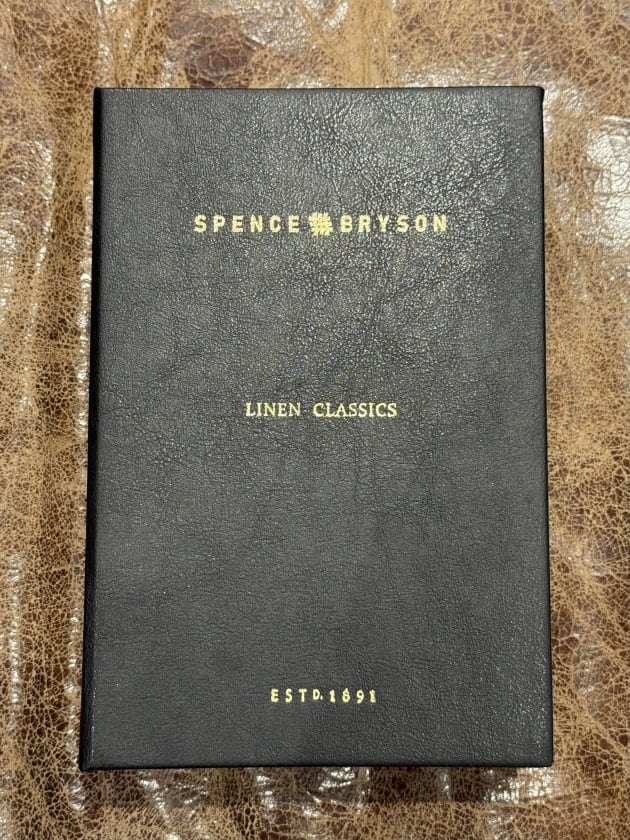 SPENCE BRYSON
LINEN CLASSICS
ESTD. 1891